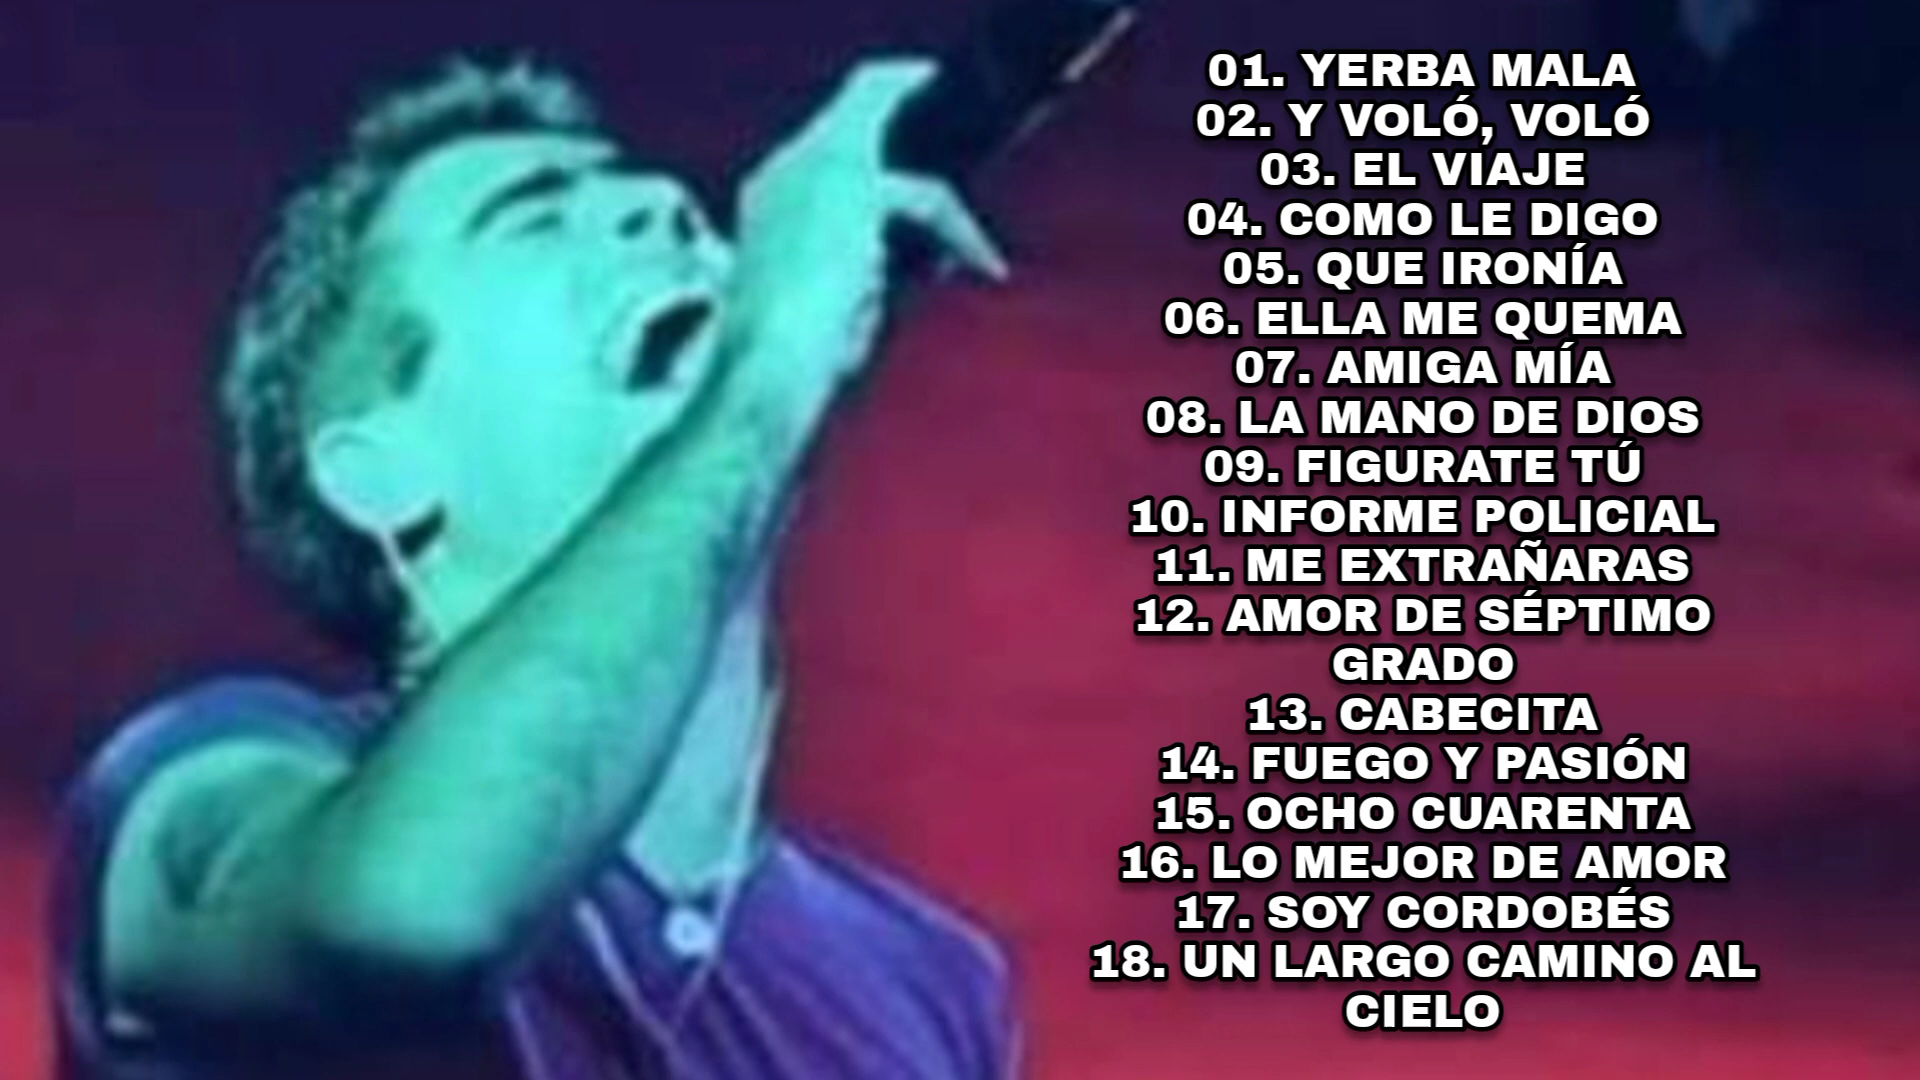 01. YERBA MALA
02. Y VOLÓ, VOLÓ
03. EL VIAJE
04. COMO LE DIGO
05. QUE IRONÍA
06. ELLA ME QUEMA
07. AMIGA MÍA
08. LA MANO DE DIOS
09. FIGURATE TÚ
10. INFORME POLICIAL
11. ME EXTRAÑARAS
12. AMOR DE SÉPTIMO
GRADO
13. CABECITA
14. FUEGO Y PASIÓN
15. OCHO CUARENTA
16. LO MEJOR DE AMOR
17. SOY CORDOBÉS
18. UN LARGO CAMINO AL
CIELO